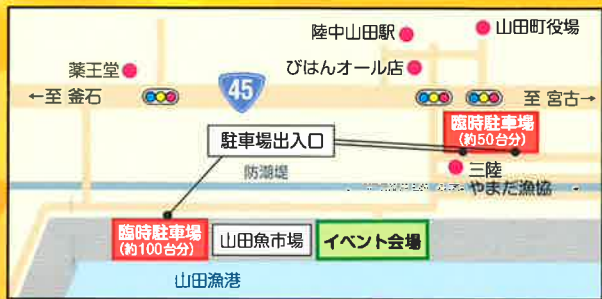 陸中山田駅
山田町役場
薬王堂
びはんオール店
←至 釜石
45
至 宮古→
臨時駐車場
(約50台分)
駐車場出入口
防潮堤
三陸
やまだ漁協
臨時駐車場
(約100台分)
山田魚市場
イベント会場
山田漁港